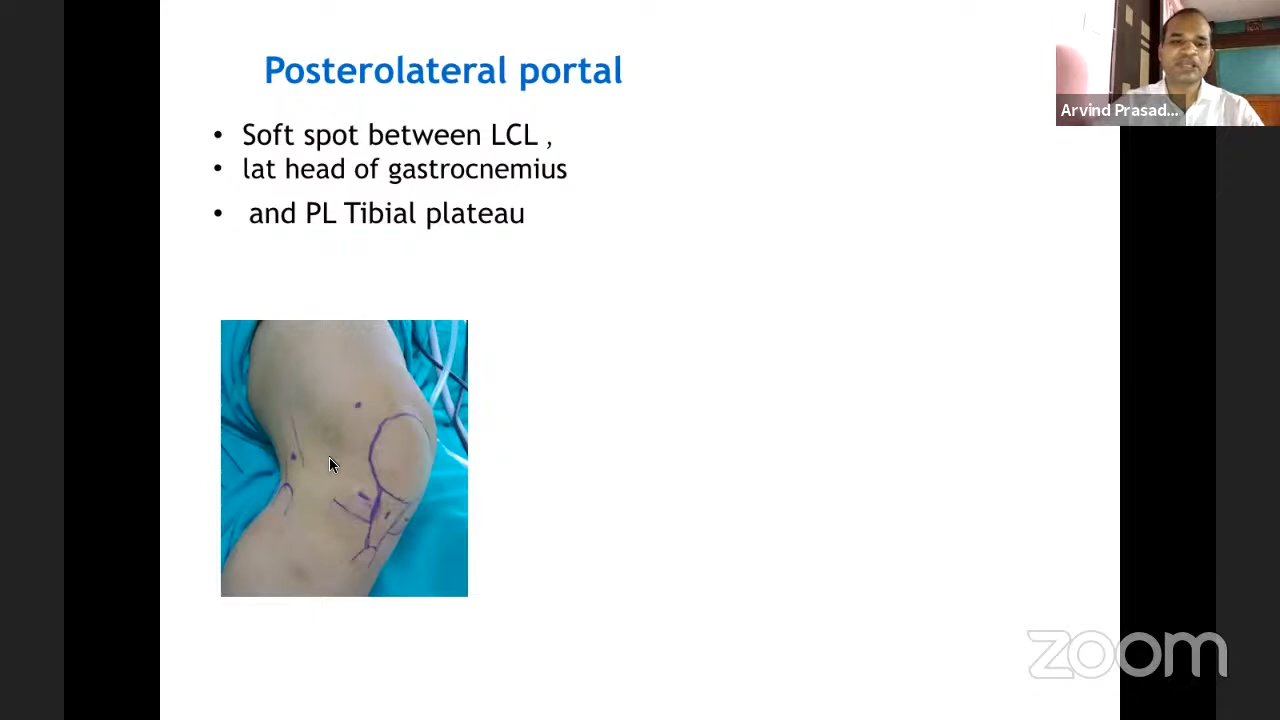 Posterolateral portal
• Soft spot between LCL ,
• lat head of gastrocnemius
• and PL Tibial plateau
Arvind Prasad...
zoom